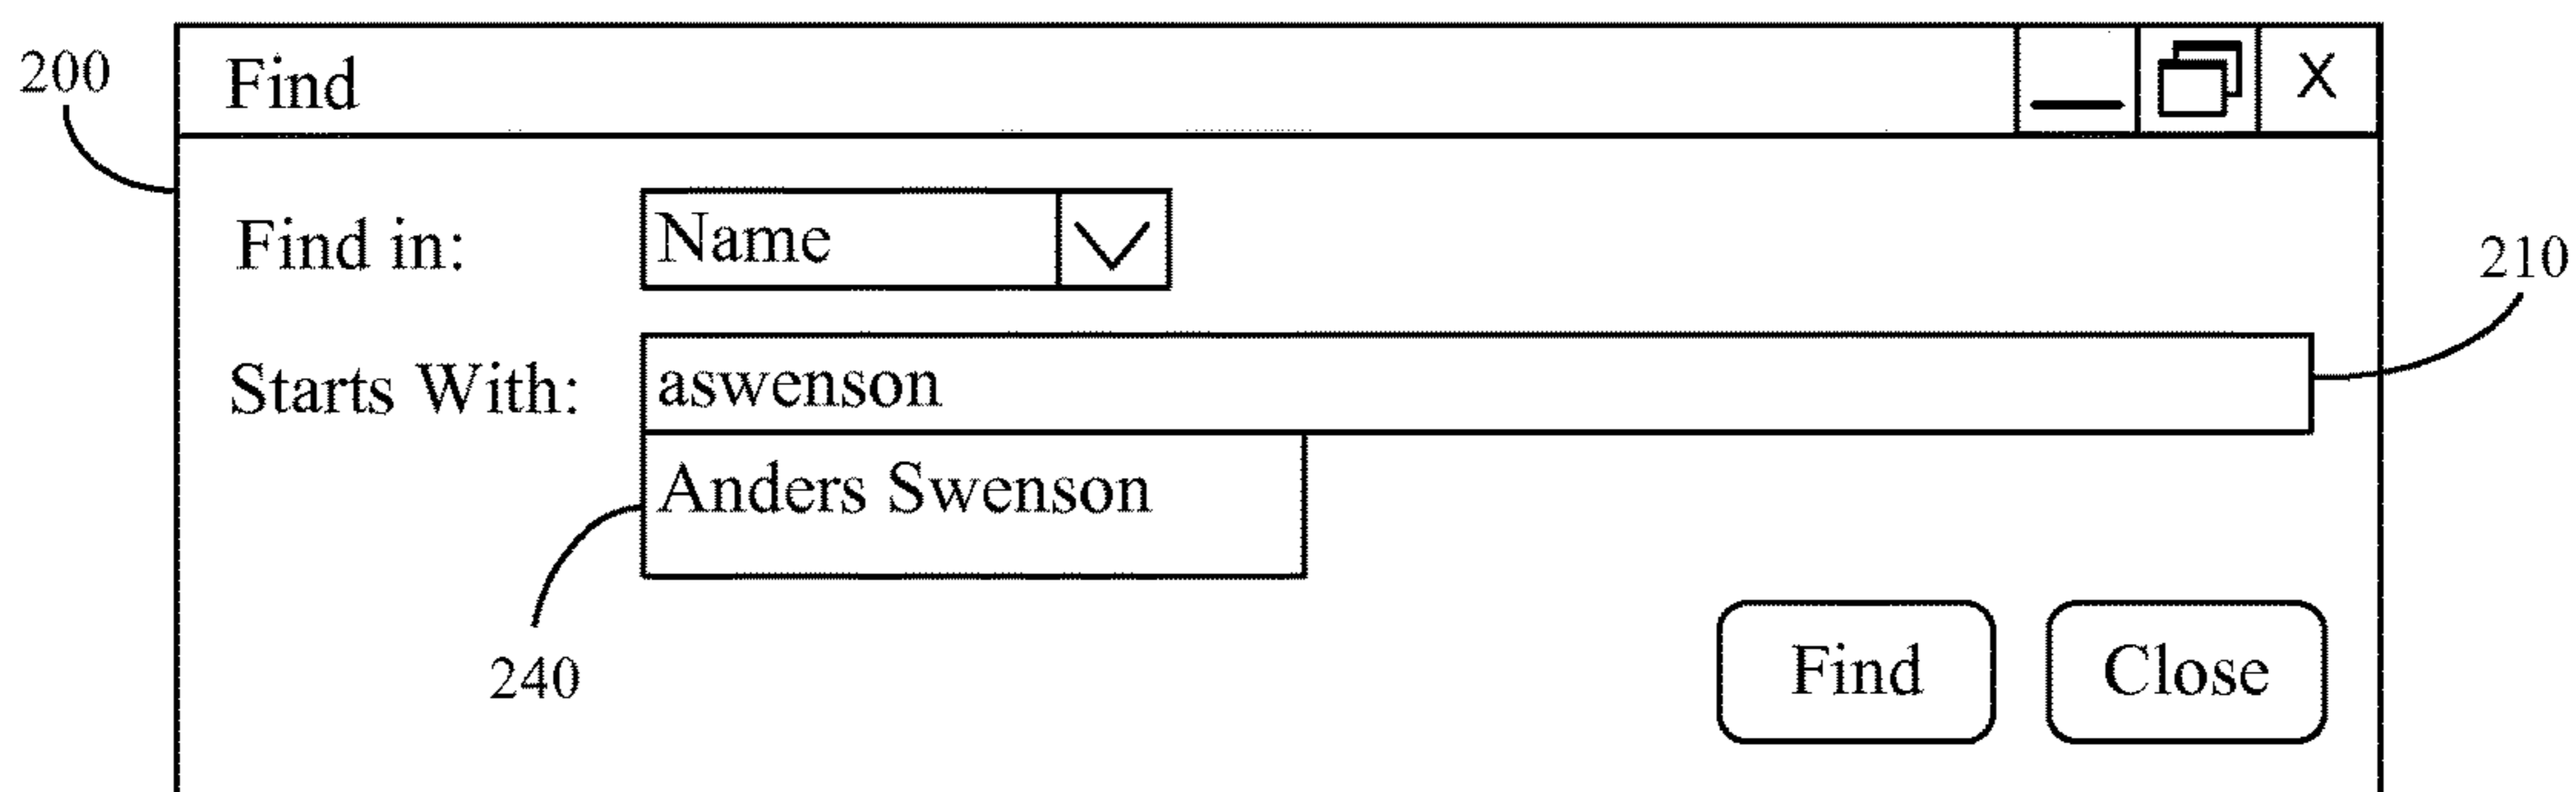 200
Find
X
Find in: Name
210
Starts With: aswenson
Anders Swenson
240
Find Close